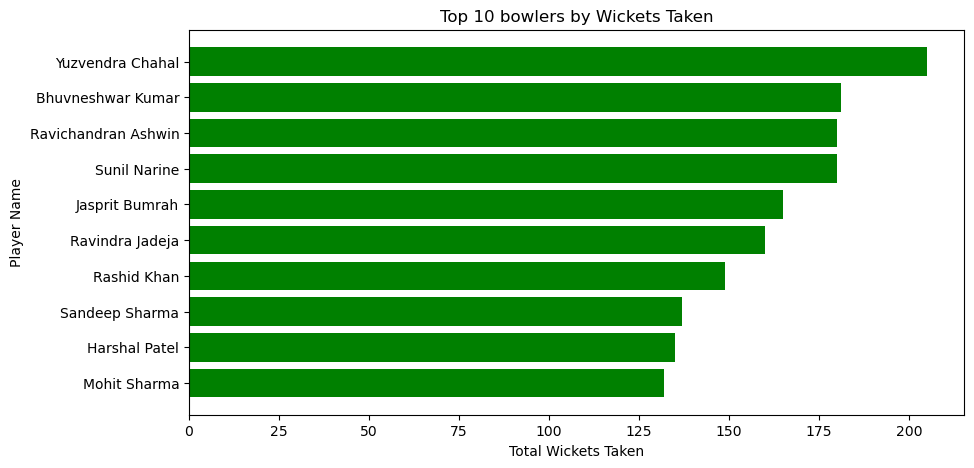 Top 10 bowlers by Wickets Taken
Player Name
Yuzvendra Chahal
Bhuvneshwar Kumar
Ravichandran Ashwin
Sunil Narine
Jasprit Bumrah
Ravindra Jadeja
Rashid Khan
Sandeep Sharma
Harshal Patel
Mohit Sharma
0 25 50 75 100 125 150 175 200
Total Wickets Taken